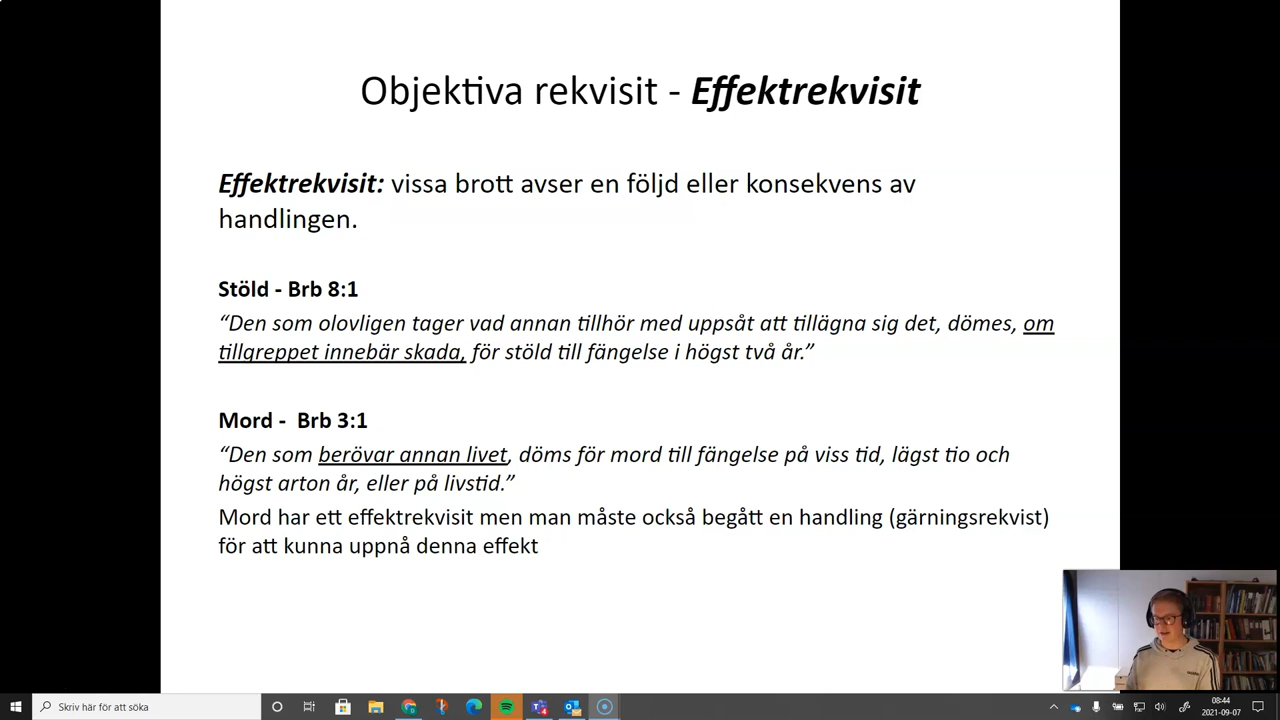 Objektiva rekvisit - Effektrekvisit
Effektrekvisit: vissa brott avser en följd eller konsekvens av
handlingen.
Stöld - Brb 8:1
“Den som olovligen tager vad annan tillhör med uppsåt att tillägna sig det, dömes, om
tillgreppet innebär skada, för stöld till fängelse i högst två år.”
Mord -  Brb 3:1
“Den som berövar annan livet, döms för mord till fängelse på viss tid, lägst tio och
högst arton år, eller på livstid.”
Mord har ett effektrekvisit men man måste också begått en handling (gärningsrekvist)
för att kunna uppnå denna effekt
Skriv här för att söka
08:44
2021-09-07